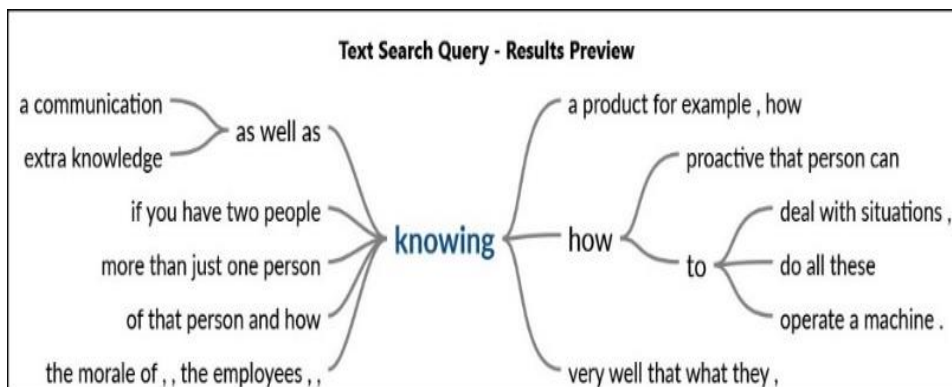 Text Search Query - Results Preview
a communication
extra knowledge
as well as
if you have two people
more than just one person
of that person and how
the morale of , , the employees , ,
knowing
a product for example , how
how
proactive that person can
to
deal with situations ,
do all these
operate a machine .
very well that what they ,